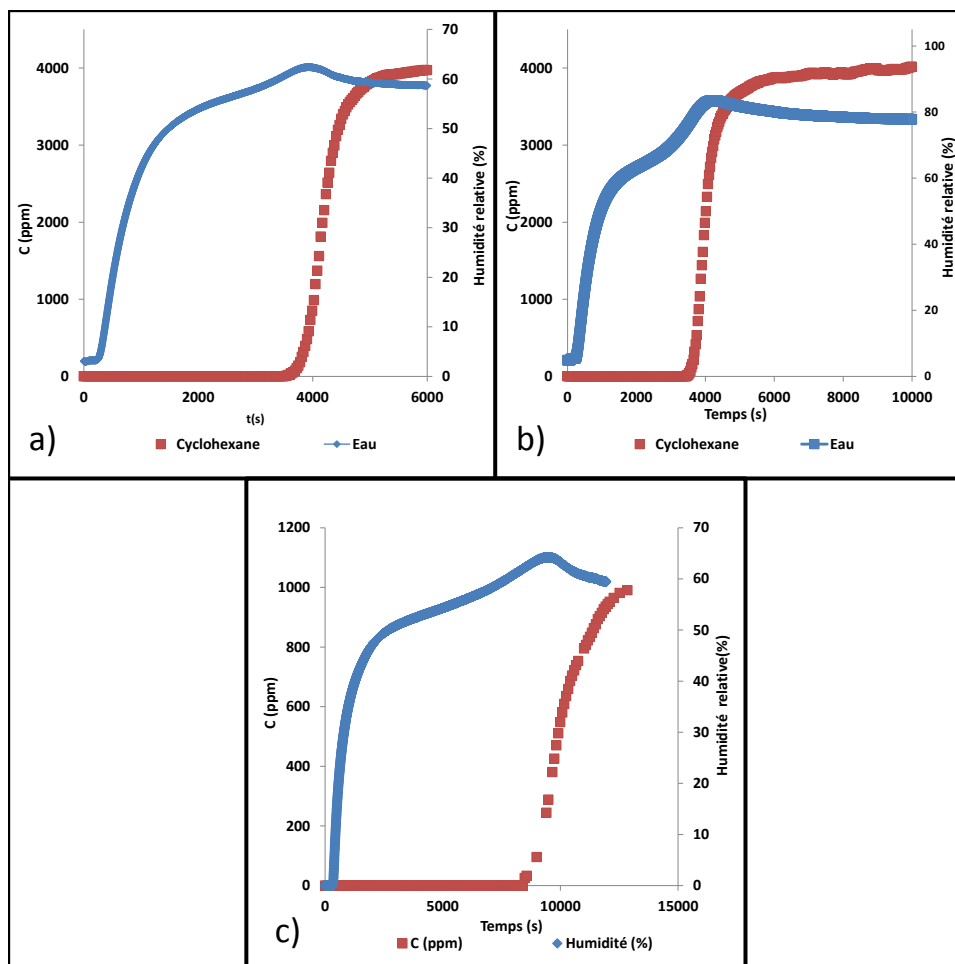 C (ppm)
4000
3000
2000
1000
0
70
60
50
40
30
20
10
0
Humidité relative (%)
0 2000 4000 6000
t(s)
a)
Cyclohexane Eau
C (ppm)
4000
3000
2000
1000
0
100
80
60
40
20
0
Humidité relative (%)
0 2000 4000 6000 8000 10000
Temps (s)
b)
Cyclohexane Eau
C (ppm)
1200
1000
800
600
400
200
0
70
60
50
40
30
20
10
0
Humidité relative(%)
0 5000 10000 15000
Temps (s)
c)
C (ppm) Humidité (%)